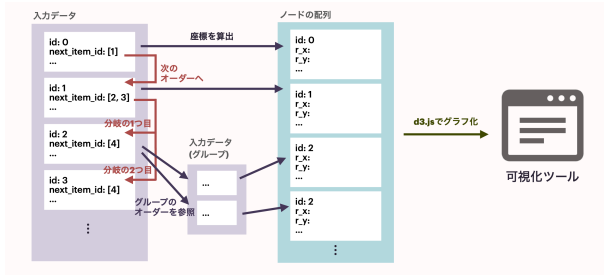 入力データ
id: 0
next_item_id: [1]
...
id: 1
next_item_id: [2, 3]
...
id: 2
next_item_id: [4]
...
id: 3
next_item_id: [4]
...
⋮
座標を算出
次の
オーダーへ
分岐の1つ目
分岐の2つ目
グループの
オーダーを参照
入力データ
(グループ)
...
...
ノードの配列
id: 0
r_x:
r_y:
...
id: 1
r_x:
r_y:
...
id: 2
r_x:
r_y:
...
id: 2
r_x:
r_y:
...
⋮
d3.jsでグラフ化
可視化ツール